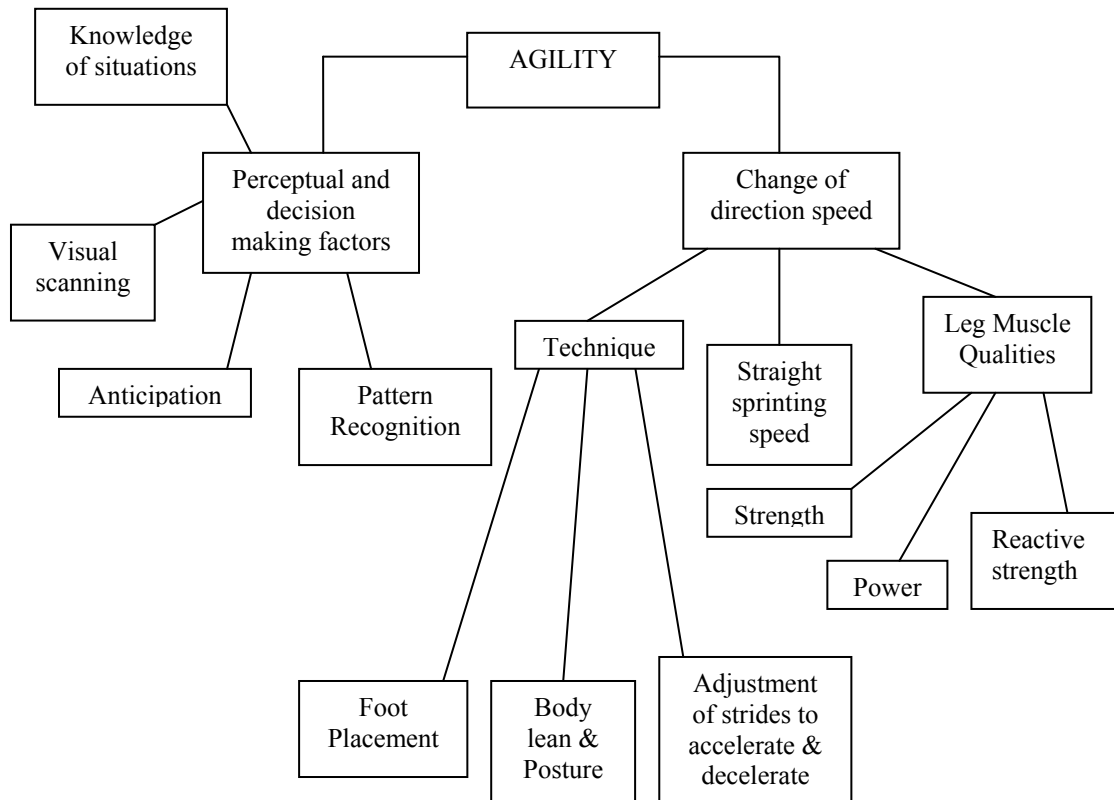 Knowledge
of situations
AGILITY
Perceptual and
decision
making factors
Change of
direction speed
Visual
scanning
Leg Muscle
Qualities
Technique
Straight
sprinting
speed
Anticipation
Pattern
Recognition
Strength
Reactive
strength
Power
Foot
Placement
Body
lean &
Posture
Adjustment
of strides to
accelerate &
decelerate